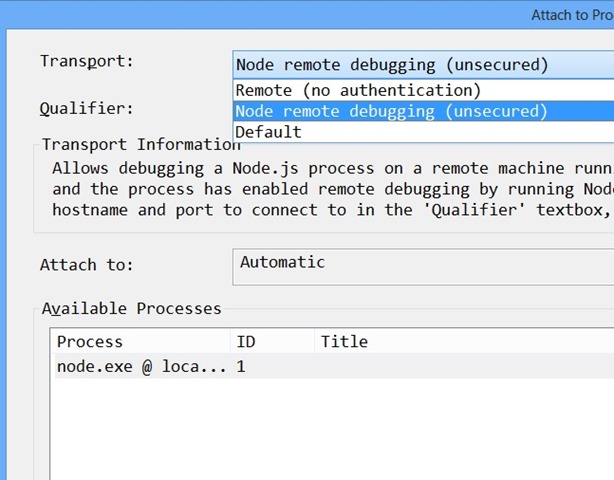 Attach to Pro
Transport:
Node remote debugging (unsecured)
Remote (no authentication)
Qualifier:
Node remote debugging (unsecured)
Default
Transport Information
Allows debugging a Node.js process on a remote machine runn
and the process has enabled remote debugging by running Nod
hostname and port to connect to in the 'Qualifier' textbox,
Attach to:
Automatic
Available Processes
Process ID Title
node.exe @ loca... 1